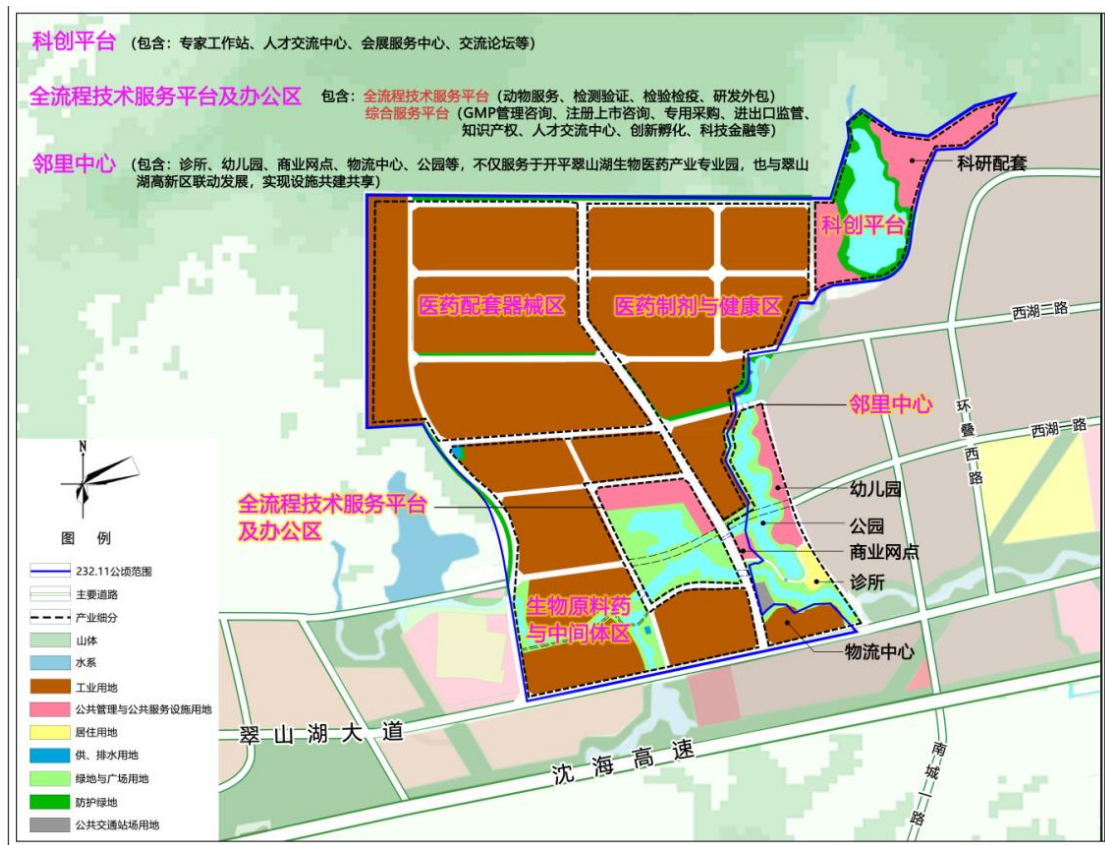 科创平台 （包含：专家工作站、人才交流中心、会展服务中心、交流论坛等）
全流程技术服务平台及办公区 包含：全流程技术服务平台（动物服务、检测验证、检验检疫、研发外包）
综合服务平台（GMP管理咨询、注册上市咨询、专用采购、进出口监管、
知识产权、人才交流中心、创新孵化、科技金融等）
邻里中心 （包含：诊所、幼儿园、商业网点、物流中心、公园等，不仅服务于开平翠山湖生物医药产业专业园，也与翠山
湖高新区联动发展，实现设施共建共享）
科研配套
科创平台
医药配套器械区
医药制剂与健康区
西湖二路
邻里中心
环叠西路
西湖一路
幼儿园
全流程技术服务平台
及办公区
公园
商业网点
诊所
生物原料药
与中间体区
物流中心
翠山湖大道
沈海高速
南城一路
N
图 例
232.11公顷范围
主要道路
产业细分
山体
水系
工业用地
公共管理与公共服务设施用地
居住用地
供、排水用地
绿地与广场用地
防护绿地
公共交通站场用地